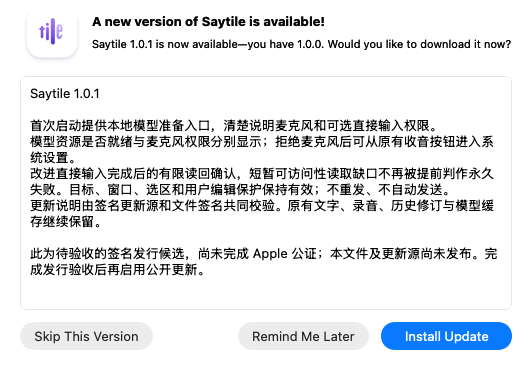 tile
A new version of Saytile is available!
Saytile 1.0.1 is now available—you have 1.0.0. Would you like to download it now?
Saytile 1.0.1
首次启动提供本地模型准备入口，清楚说明麦克风和可选直接输入权限。
模型资源是否就绪与麦克风权限分别显示；拒绝麦克风后可从原有收音按钮进入系
统设置。
改进直接输入完成后的有限读回确认，短暂可访问性读取缺口不再被提前判作永久
失败。目标、窗口、选区和用户编辑保护保持有效；不重发、不自动发送。
更新说明由签名更新源和文件签名共同校验。原有文字、录音、历史修订与模型缓
存继续保留。
此为待验收的签名发行候选，尚未完成 Apple 公证；本文件及更新源尚未发布。完
成发行验收后再启用公开更新。
Skip This Version
Remind Me Later
Install Update